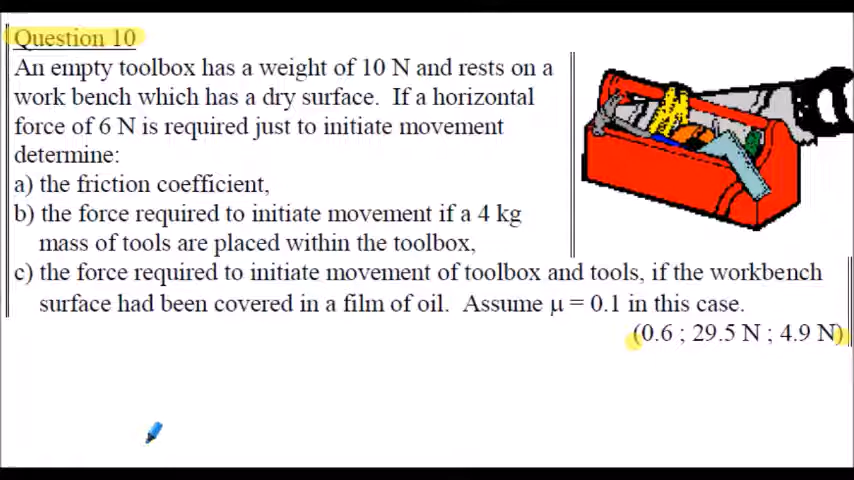 Question 10
An empty toolbox has a weight of 10 N and rests on a
work bench which has a dry surface.  If a horizontal
force of 6 N is required just to initiate movement
determine:
a) the friction coefficient,
b) the force required to initiate movement if a 4 kg
mass of tools are placed within the toolbox,
c) the force required to initiate movement of toolbox and tools, if the workbench
surface had been covered in a film of oil.  Assume μ = 0.1 in this case.
(0.6 ; 29.5 N ; 4.9 N)